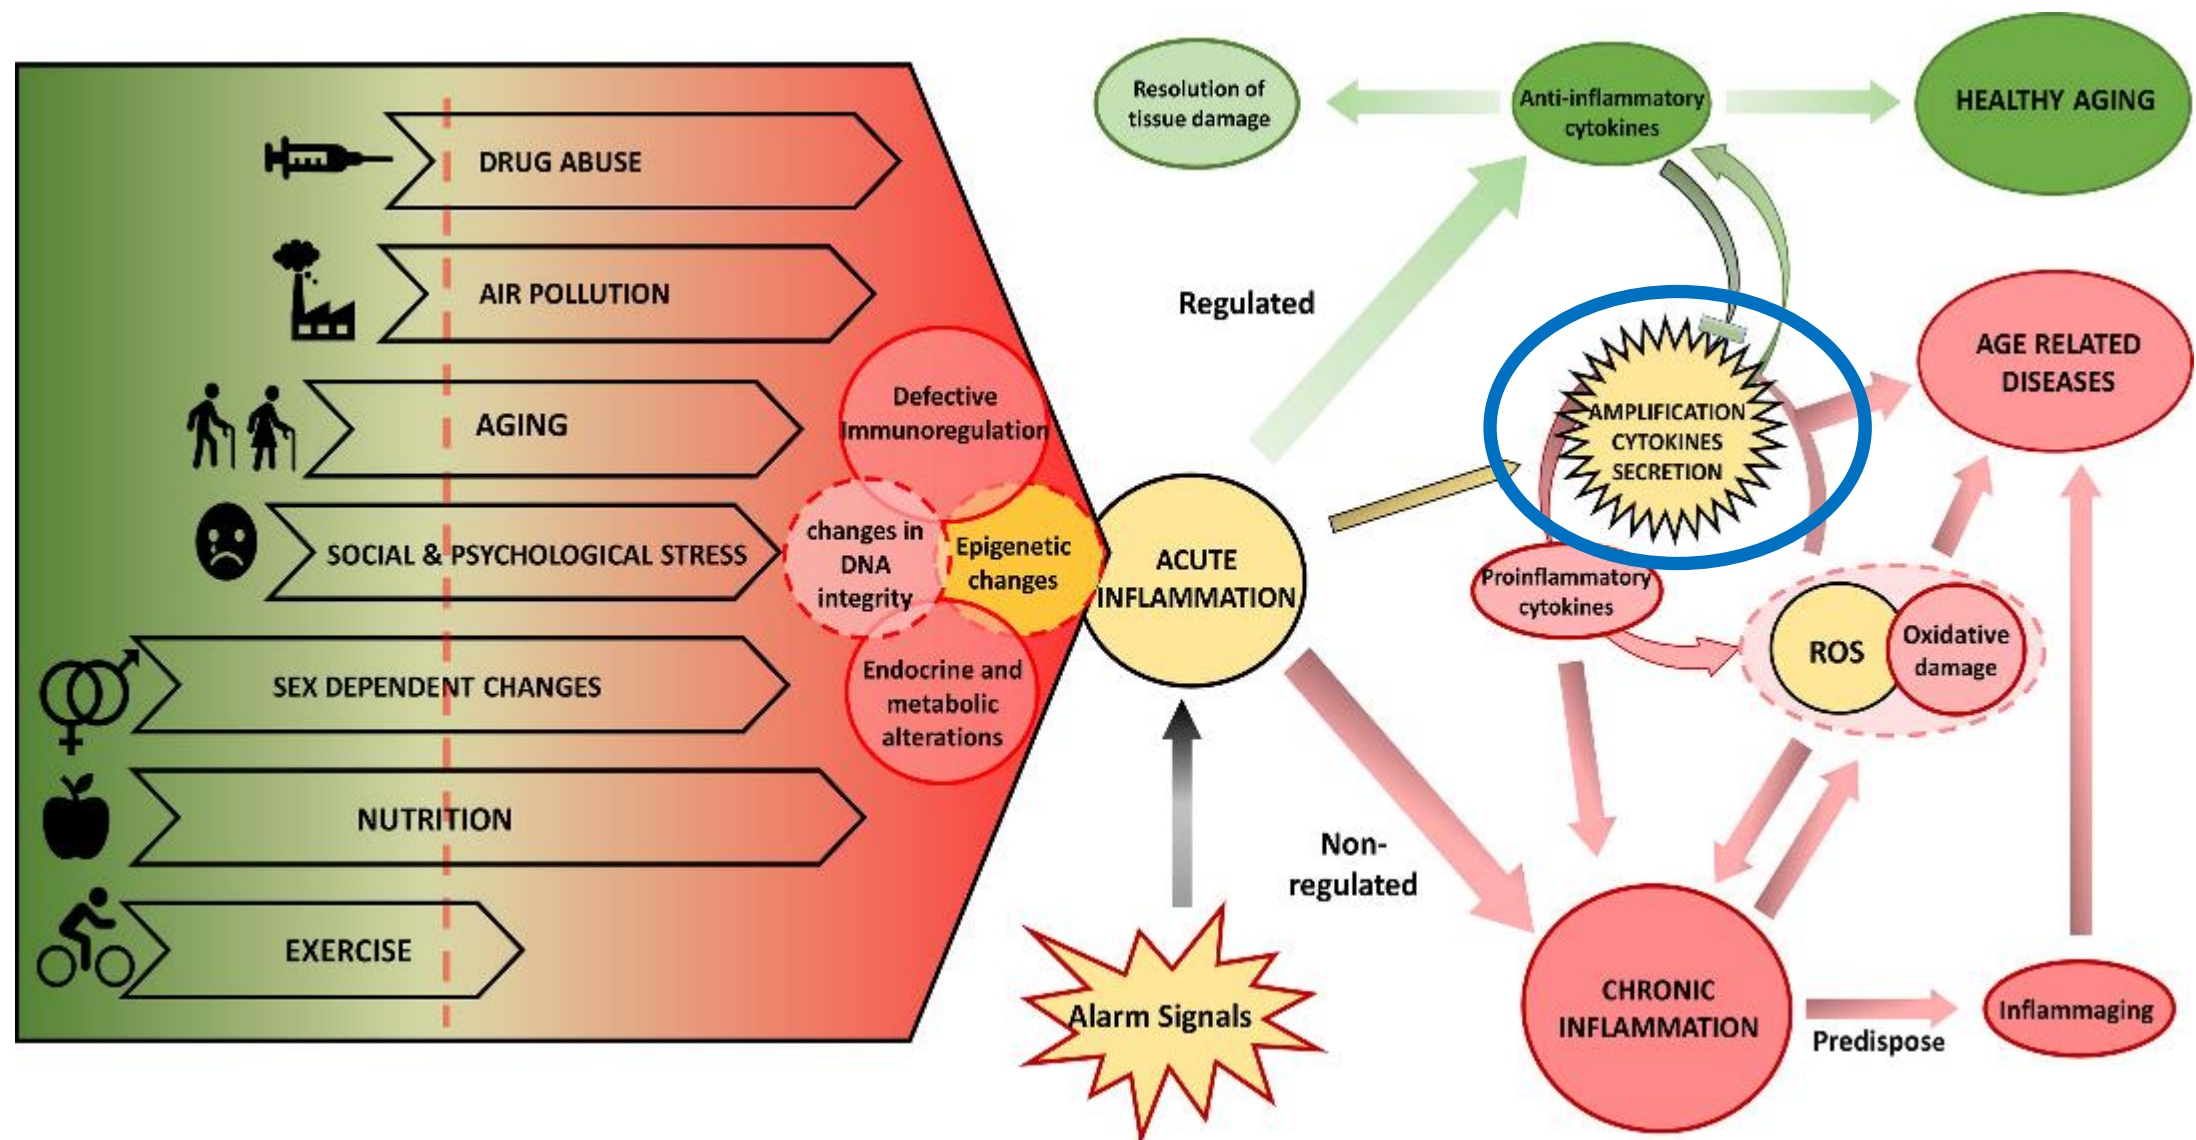 DRUG ABUSE
AIR POLLUTION
AGING
SOCIAL & PSYCHOLOGICAL STRESS
SEX DEPENDENT CHANGES
NUTRITION
EXERCISE
Defective
Immunoregulation
changes in
DNA
integrity
Epigenetic
changes
Endocrine and
metabolic
alterations
ACUTE
INFLAMMATION
Alarm Signals
Regulated
Non-
regulated
Resolution of
tissue damage
Anti-inflammatory
cytokines
HEALTHY AGING
AMPLIFICATION
CYTOKINES
SECRETION
AGE RELATED
DISEASES
Proinflammatory
cytokines
ROS
Oxidative
damage
CHRONIC
INFLAMMATION
Predispose
Inflammaging